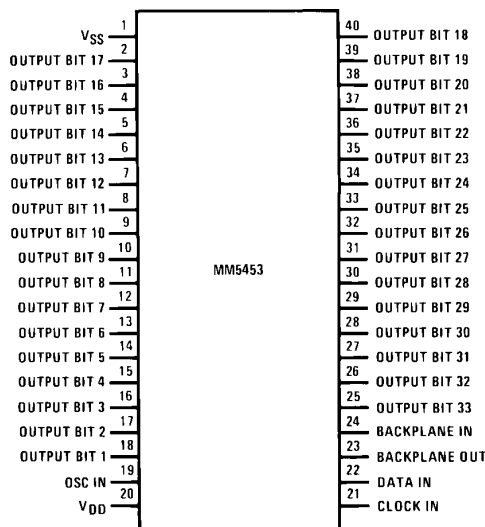 1 40
VSS OUTPUT BIT 18
2 39
OUTPUT BIT 17 OUTPUT BIT 19
3 38
OUTPUT BIT 16 OUTPUT BIT 20
4 37
OUTPUT BIT 15 OUTPUT BIT 21
5 36
OUTPUT BIT 14 OUTPUT BIT 22
6 35
OUTPUT BIT 13 OUTPUT BIT 23
7 34
OUTPUT BIT 12 OUTPUT BIT 24
8 33
OUTPUT BIT 11 OUTPUT BIT 25
9 32
OUTPUT BIT 10 OUTPUT BIT 26
10 31
OUTPUT BIT 9 OUTPUT BIT 27
MM5453
11 30
OUTPUT BIT 8 OUTPUT BIT 28
12 29
OUTPUT BIT 7 OUTPUT BIT 29
13 28
OUTPUT BIT 6 OUTPUT BIT 30
14 27
OUTPUT BIT 5 OUTPUT BIT 31
15 26
OUTPUT BIT 4 OUTPUT BIT 32
16 25
OUTPUT BIT 3 OUTPUT BIT 33
17 24
OUTPUT BIT 2 BACKPLANE IN
18 23
OUTPUT BIT 1 BACKPLANE OUT
19 22
OSC IN DATA IN
20 21
VDD CLOCK IN